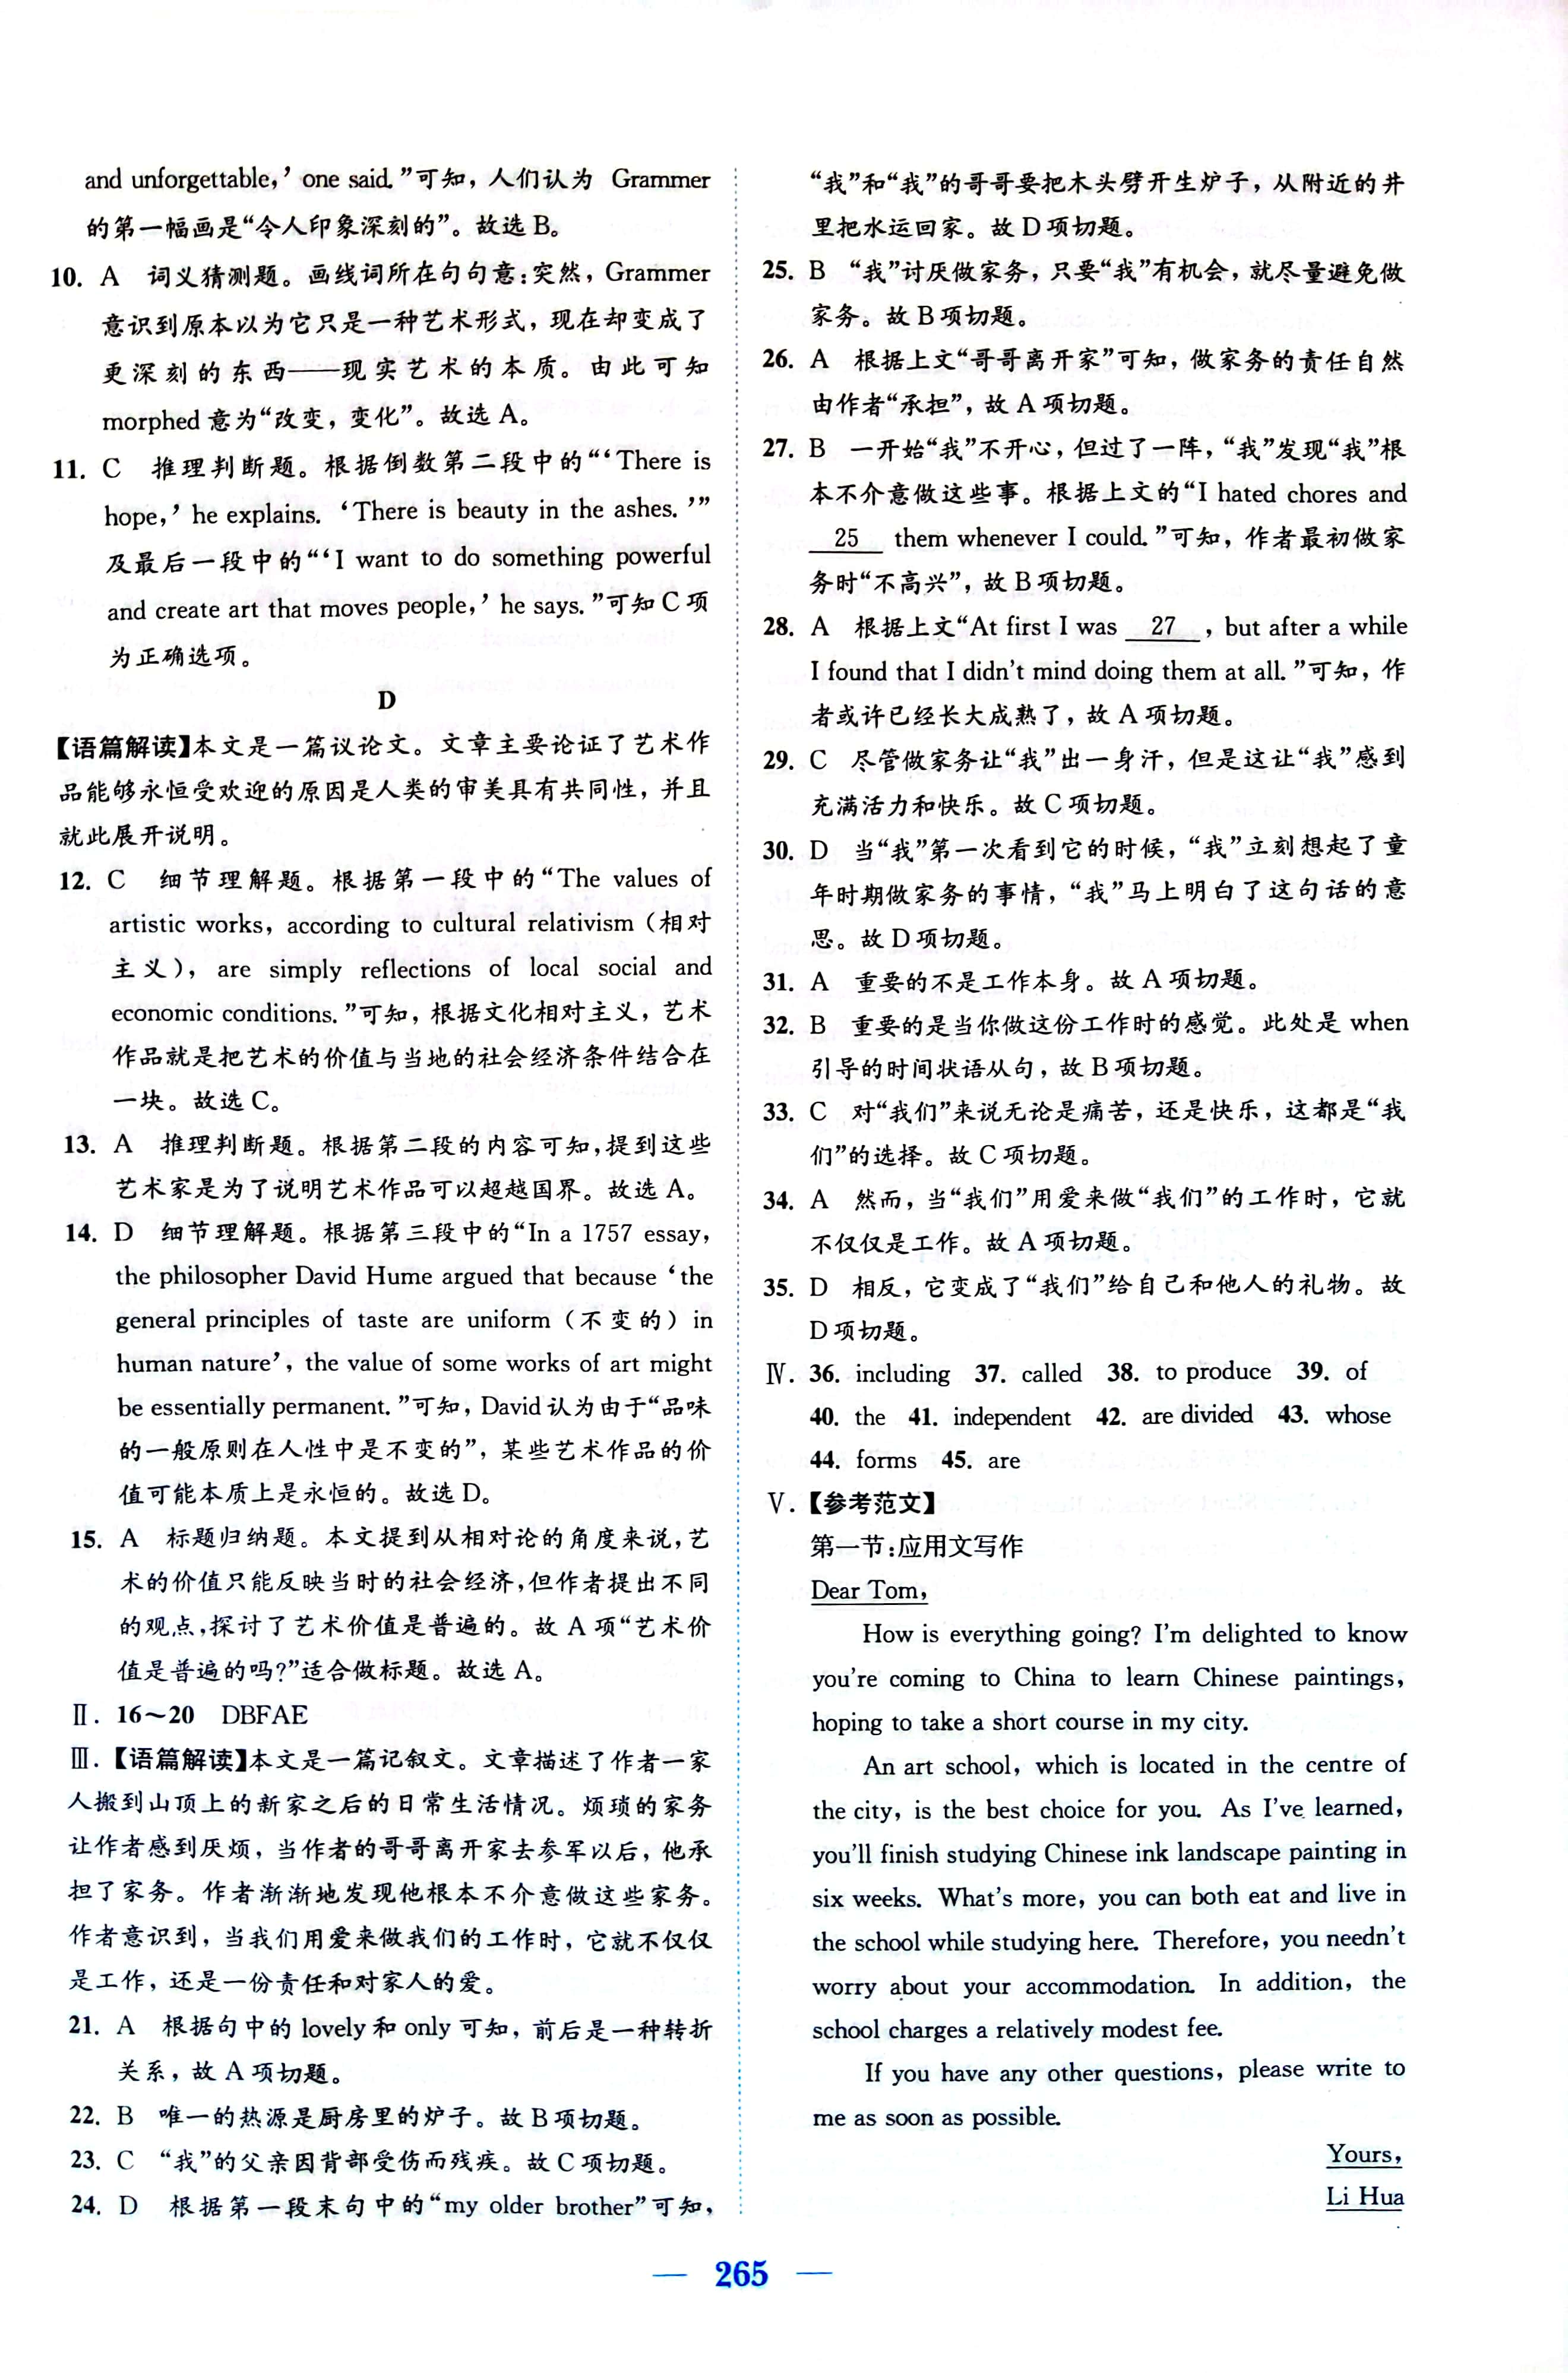 and unforgettable,’ one said.”可知，人们认为 Grammer
的第一幅画是“令人印象深刻的”。故选 B。
10. A 词义猜测题。画线词所在句句意：突然，Grammer
意识到原本以为它只是一种艺术形式，现在却变成了
更深刻的东西——现实艺术的本质。由此可知
morphed 意为“改变，变化”。故选 A。
11. C 推理判断题。根据倒数第二段中的“‘There is
hope,’ he explains. ‘There is beauty in the ashes.’”
及最后一段中的“‘I want to do something powerful
and create art that moves people,’ he says.”可知 C 项
为正确选项。
D
【语篇解读】本文是一篇议论文。文章主要论证了艺术作
品能够永恒受欢迎的原因是人类的审美具有共同性，并且
就此展开说明。
12. C 细节理解题。根据第一段中的“The values of
artistic works, according to cultural relativism（相对
主义）, are simply reflections of local social and
economic conditions.”可知，根据文化相对主义，艺术
作品就是把艺术的价值与当地的社会经济条件结合在
一块。故选 C。
13. A 推理判断题。根据第二段的内容可知，提到这些
艺术家是为了说明艺术作品可以超越国界。故选 A。
14. D 细节理解题。根据第三段中的“In a 1757 essay,
the philosopher David Hume argued that because ‘the
general principles of taste are uniform（不变的）in
human nature’, the value of some works of art might
be essentially permanent.”可知，David 认为由于“品味
的一般原则在人性中是不变的”，某些艺术作品的价
值可能本质上是永恒的。故选 D。
15. A 标题归纳题。本文提到从相对论的角度来说，艺
术的价值只能反映当时的社会经济，但作者提出不同
的观点，探讨了艺术价值是普遍的。故 A 项“艺术价
值是普遍的吗？”适合做标题。故选 A。
Ⅱ. 16～20 DBFAE
Ⅲ.【语篇解读】本文是一篇记叙文。文章描述了作者一家
人搬到山顶上的新家之后的日常生活情况。烦琐的家务
让作者感到厌烦，当作者的哥哥离开家去参军以后，他承
担了家务。作者渐渐地发现他根本不介意做这些家务。
作者意识到，当我们用爱来做我们的工作时，它就不仅仅
是工作，还是一份责任和对家人的爱。
21. A 根据句中的 lovely 和 only 可知，前后是一种转折
关系，故 A 项切题。
22. B 唯一的热源是厨房里的炉子。故 B 项切题。
23. C “我”的父亲因背部受伤而残疾。故 C 项切题。
24. D 根据第一段末句中的“my older brother”可知，
“我”和“我”的哥哥要把木头劈开生炉子，从附近的井
里把水运回家。故 D 项切题。
25. B “我”讨厌做家务，只要“我”有机会，就尽量避免做
家务。故 B 项切题。
26. A 根据上文“哥哥离开家”可知，做家务的责任自然
由作者“承担”，故 A 项切题。
27. B 一开始“我”不开心，但过了一阵，“我”发现“我”根
本不介意做这些事。根据上文的“I hated chores and
25 them whenever I could.”可知，作者最初做家
务时“不高兴”，故 B 项切题。
28. A 根据上文“At first I was 27 , but after a while
I found that I didn’t mind doing them at all.”可知，作
者或许已经长大成熟了，故 A 项切题。
29. C 尽管做家务让“我”出一身汗，但是这让“我”感到
充满活力和快乐。故 C 项切题。
30. D 当“我”第一次看到它的时候，“我”立刻想起了童
年时期做家务的事情，“我”马上明白了这句话的意
思。故 D 项切题。
31. A 重要的不是工作本身。故 A 项切题。
32. B 重要的是当你做这份工作时的感觉。此处是 when
引导的时间状语从句，故 B 项切题。
33. C 对“我们”来说无论是痛苦，还是快乐，这都是“我
们”的选择。故 C 项切题。
34. A 然而，当“我们”用爱来做“我们”的工作时，它就
不仅仅是工作。故 A 项切题。
35. D 相反，它变成了“我们”给自己和他人的礼物。故
D 项切题。
Ⅳ. 36. including 37. called 38. to produce 39. of
40. the 41. independent 42. are divided 43. whose
44. forms 45. are
Ⅴ.【参考范文】
第一节：应用文写作
Dear Tom,
How is everything going? I’m delighted to know
you’re coming to China to learn Chinese paintings,
hoping to take a short course in my city.
An art school, which is located in the centre of
the city, is the best choice for you. As I’ve learned,
you’ll finish studying Chinese ink landscape painting in
six weeks. What’s more, you can both eat and live in
the school while studying here. Therefore, you needn’t
worry about your accommodation. In addition, the
school charges a relatively modest fee.
If you have any other questions, please write to
me as soon as possible.
Yours,
Li Hua
— 265 —